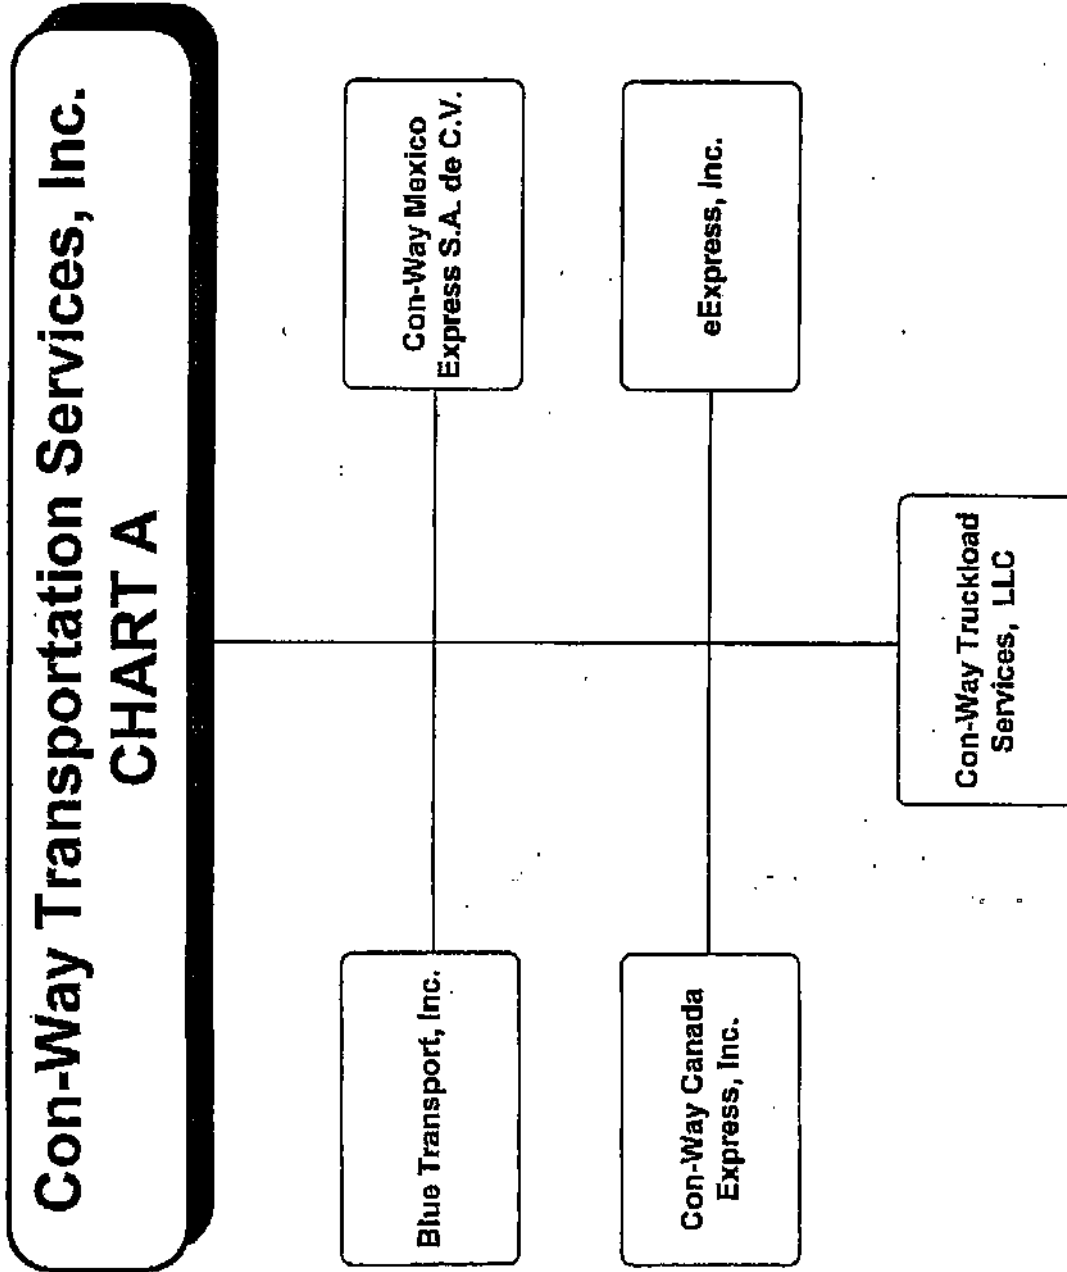 Con-Way Transportation Services, Inc.
CHART A
Blue Transport, Inc.
Con-Way Mexico
Express S.A. de C.V.
Con-Way Canada
Express, Inc.
eExpress, Inc.
Con-Way Truckload
Services, LLC